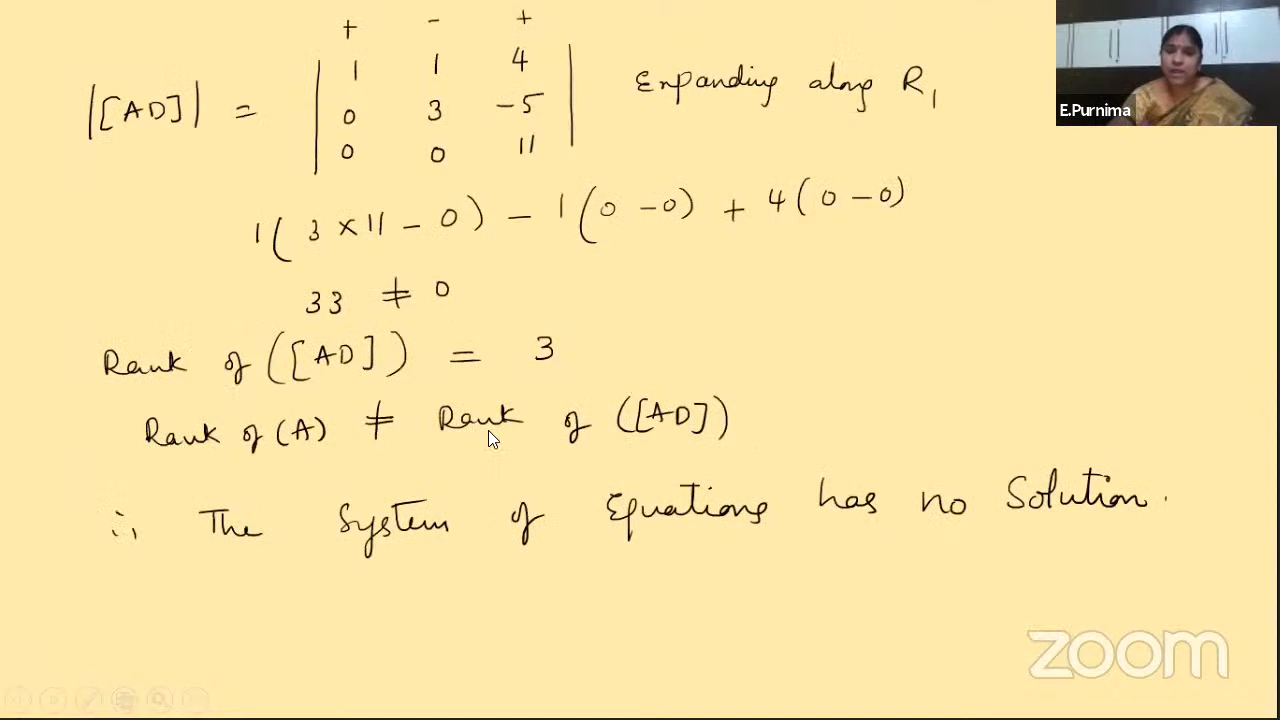 + - +
1 1 4
|[AD]| = 0 3 -5 Expanding along R1
0 0 11
E.Purnima
1(3×11-0) - 1(0-0) + 4(0-0)
33 ≠ 0
Rank of ([AD]) = 3
Rank of (A) ≠ Rank of ([AD])
∴ The System of Equations has no Solution.
zoom